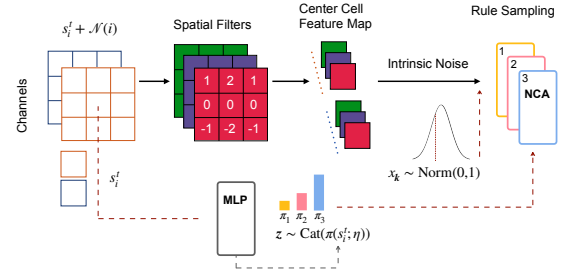 s_i^t + 𝒩(i)
Spatial Filters
Center Cell
Feature Map
Rule Sampling
Channels
1 2 1
0 0 0
-1 -2 -1
Intrinsic Noise
1
2
3
NCA
s_i^t
x_k ∼ Norm(0,1)
MLP
π_1 π_2 π_3
z ∼ Cat(π(s_i^t; η))